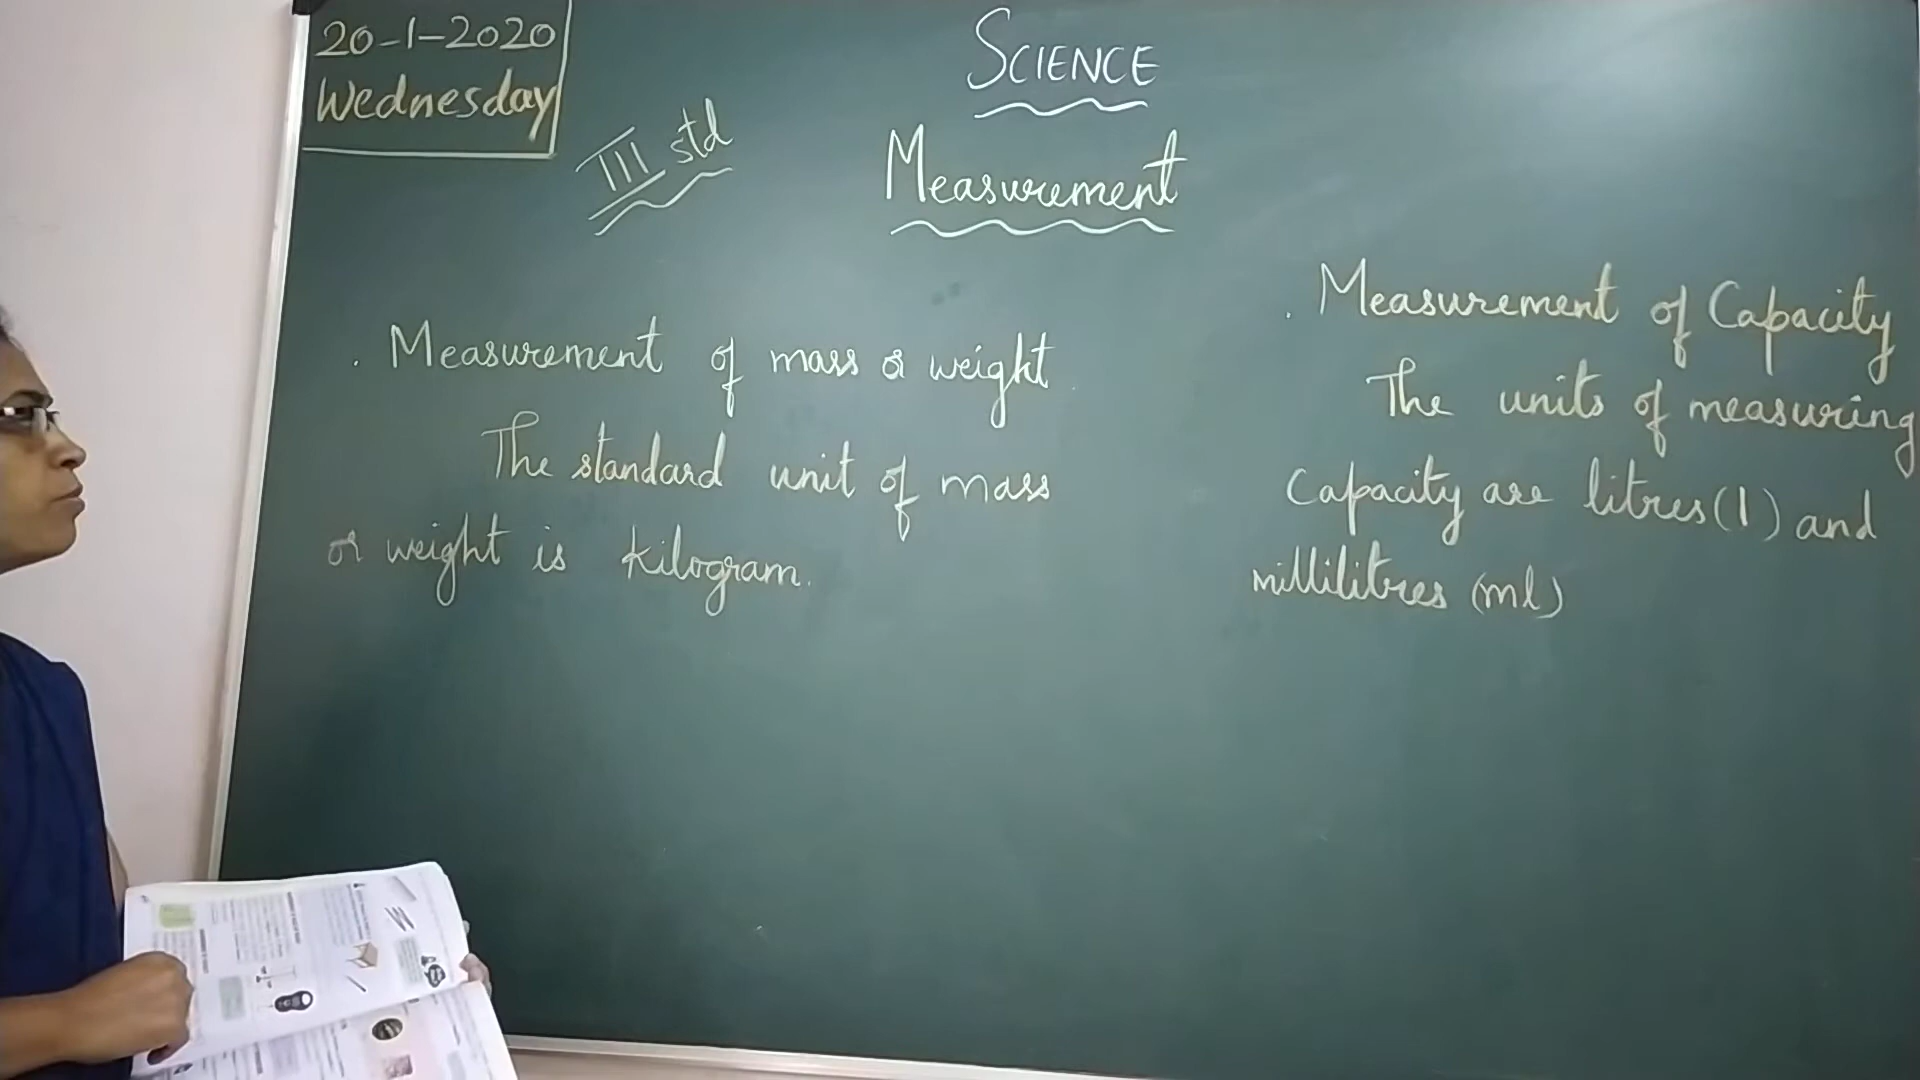 20-1-2020
Wednesday
III std
SCIENCE
Measurement
. Measurement of mass or weight
The standard unit of mass
or weight is kilogram.
. Measurement of Capacity
The units of measuring
Capacity are litres (l) and
millilitres (ml)